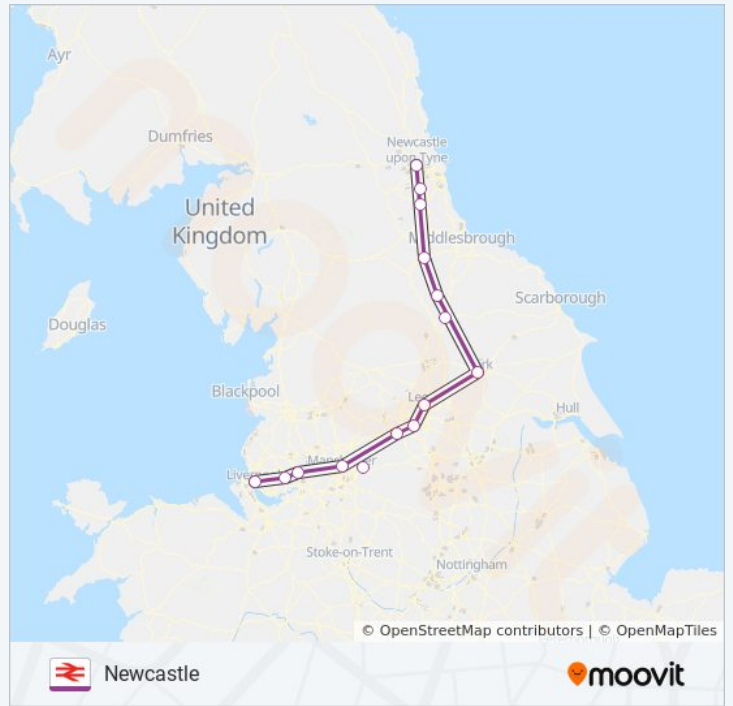 Ayr
Dumfries
Newcastle
upon Tyne
United
Kingdom
Middlesbrough
Scarborough
Douglas
Blackpool
Hull
Stoke-on-Trent
Nottingham
© OpenStreetMap contributors | © OpenMapTiles
Newcastle
moovit